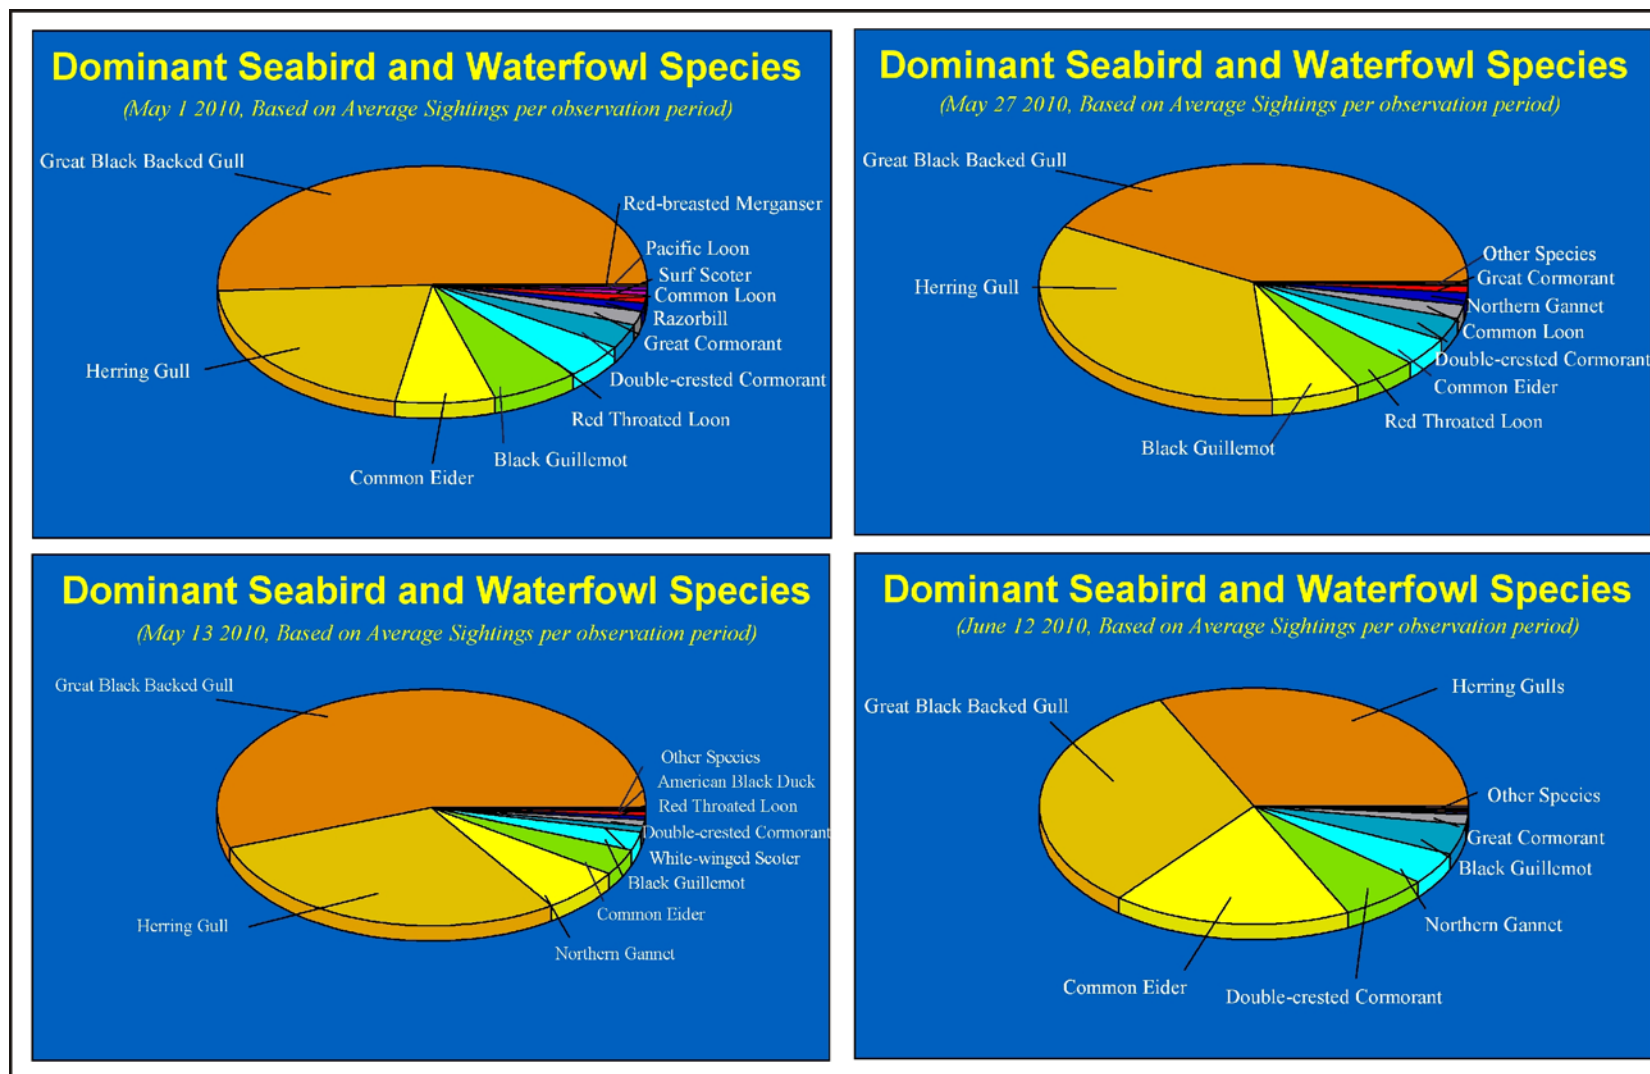 Dominant Seabird and Waterfowl Species
(May 1 2010, Based on Average Sightings per observation period)
Great Black Backed Gull
Red-breasted Merganser
Pacific Loon
Surf Scoter
Common Loon
Razorbill
Great Cormorant
Herring Gull
Double-crested Cormorant
Red Throated Loon
Black Guillemot
Common Eider
Dominant Seabird and Waterfowl Species
(May 27 2010, Based on Average Sightings per observation period)
Great Black Backed Gull
Other Species
Great Cormorant
Herring Gull
Northern Gannet
Common Loon
Double-crested Cormorant
Common Eider
Red Throated Loon
Black Guillemot
Dominant Seabird and Waterfowl Species
(May 13 2010, Based on Average Sightings per observation period)
Great Black Backed Gull
Other Species
American Black Duck
Red Throated Loon
Double-crested Cormorant
White-winged Scoter
Black Guillemot
Common Eider
Herring Gull
Northern Gannet
Dominant Seabird and Waterfowl Species
(June 12 2010, Based on Average Sightings per observation period)
Herring Gulls
Great Black Backed Gull
Other Species
Great Cormorant
Black Guillemot
Northern Gannet
Common Eider
Double-crested Cormorant